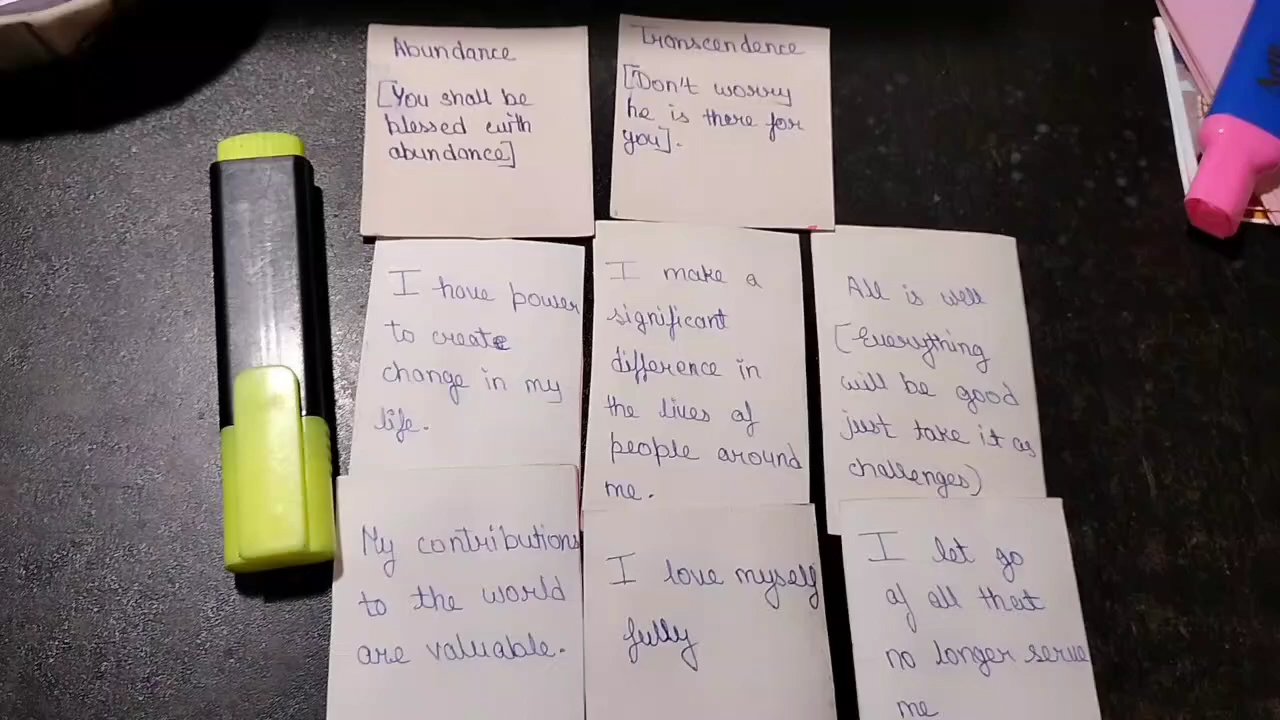 Abundance
[You shall be
blessed with
abundance]
Transcendence
[Don't worry
he is there for
you].
I have power
to create
change in my
life.
I make a
significant
difference in
the lives of
people around
me.
All is well
(Everything
will be good
just take it as
challenges)
My contributions
to the world
are valuable.
I love myself
fully
I let go
of all that
no longer serve
me